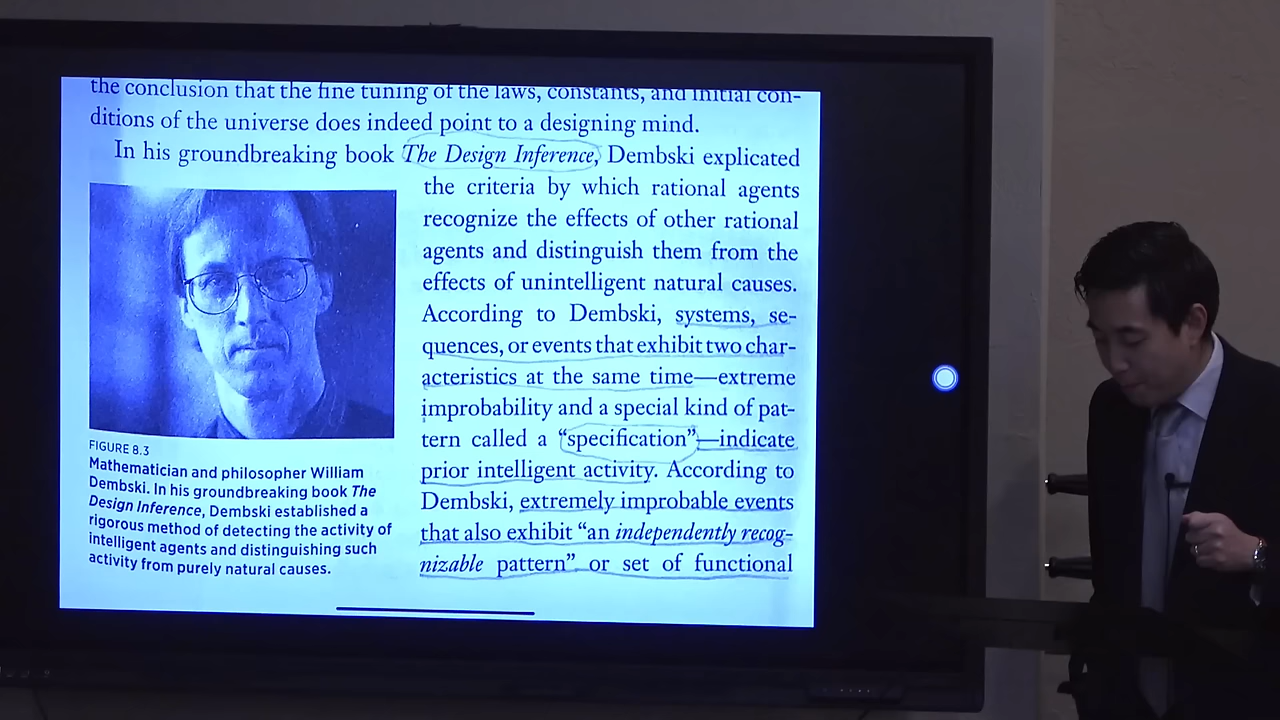 the conclusion that the fine tuning of the laws, constants, and initial con-
ditions of the universe does indeed point to a designing mind.
In his groundbreaking book The Design Inference, Dembski explicated
the criteria by which rational agents
recognize the effects of other rational
agents and distinguish them from the
effects of unintelligent natural causes.
According to Dembski, systems, se-
quences, or events that exhibit two char-
acteristics at the same time—extreme
improbability and a special kind of pat-
tern called a “specification”—indicate
prior intelligent activity. According to
Dembski, extremely improbable events
that also exhibit “an independently recog-
nizable pattern” or set of functional
FIGURE 8.3
Mathematician and philosopher William
Dembski. In his groundbreaking book The
Design Inference, Dembski established a
rigorous method of detecting the activity of
intelligent agents and distinguishing such
activity from purely natural causes.